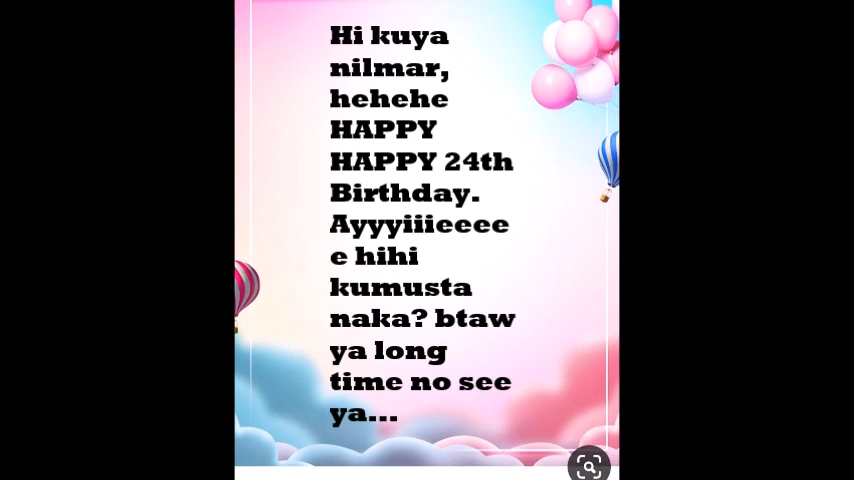 Hi kuya
nilmar,
hehehe
HAPPY
HAPPY 24th
Birthday.
Ayyyiiieeee
e hihi
kumusta
naka? btaw
ya long
time no see
ya...